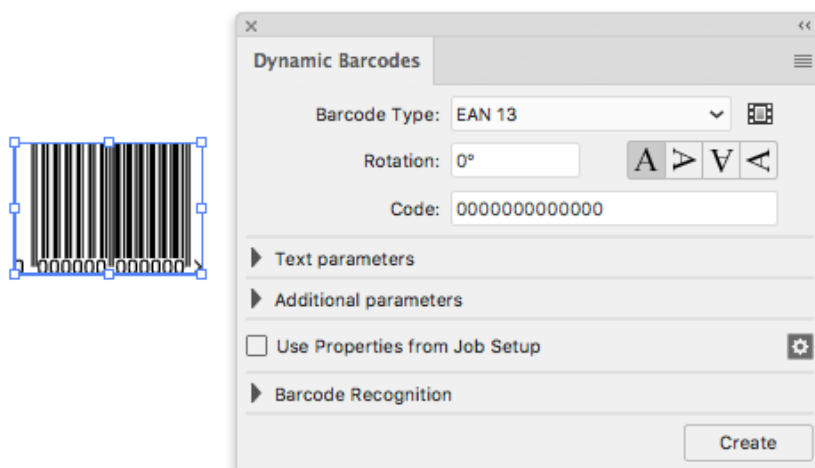 Dynamic Barcodes
Barcode Type: EAN 13
Rotation: 0° A A A A
Code: 0000000000000
0 000000 000000 >
Text parameters
Additional parameters
Use Properties from Job Setup
Barcode Recognition
Create